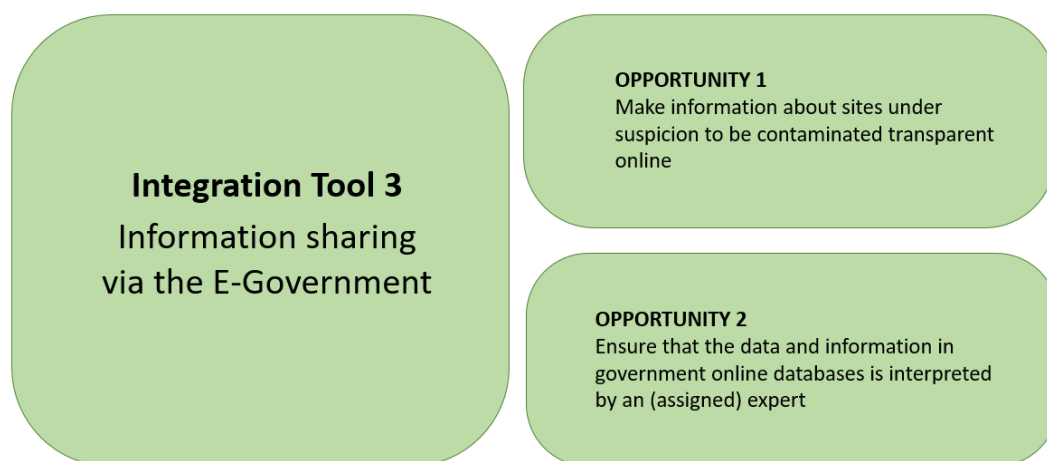 Integration Tool 3
Information sharing
via the E-Government
OPPORTUNITY 1
Make information about sites under
suspicion to be contaminated transparent
online
OPPORTUNITY 2
Ensure that the data and information in
government online databases is interpreted
by an (assigned) expert